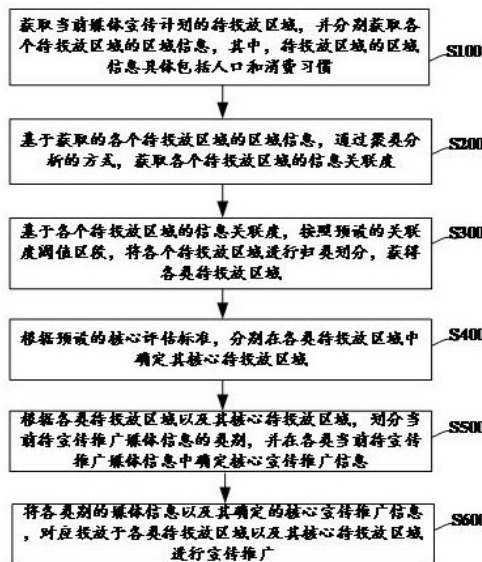 获取当前媒体宣传计划的待投放区域，并分别获取各
个待投放区域的区域信息，其中，待投放区域的区域
信息具体包括人口和消费习惯
S100
基于获取的各个待投放区域的区域信息，通过聚类分
析的方式，获取各个待投放区域的信息关联度
S200
基于各个待投放区域的信息关联度，按照预设的关联
度阈值区段，将各个待投放区域进行归类划分，获得
各类待投放区域
S300
根据预设的核心评估标准，分别在各类待投放区域中
确定其核心待投放区域
S400
根据各类待投放区域以及其核心待投放区域，划分当
前待宣传推广媒体信息的类别，并在各类当前待宣传
推广媒体信息中确定核心宣传推广信息
S500
将各类别的媒体信息以及其确定的核心宣传推广信息
，对应投放于各类待投放区域以及其核心待投放区域
进行宣传推广
S600